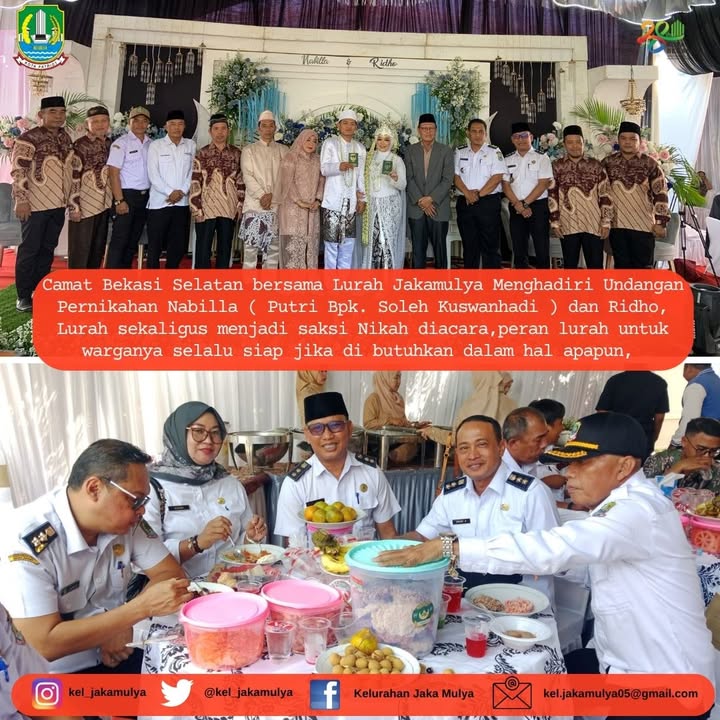 Nabilla & Ridho
Camat Bekasi Selatan bersama Lurah Jakamulya Menghadiri Undangan
Pernikahan Nabilla ( Putri Bpk. Soleh Kuswanhadi ) dan Ridho,
Lurah sekaligus menjadi saksi Nikah diacara,peran lurah untuk
warganya selalu siap jika di butuhkan dalam hal apapun,
kel_jakamulya @kel_jakamulya Kelurahan Jaka Mulya kel.jakamulya05@gmail.com